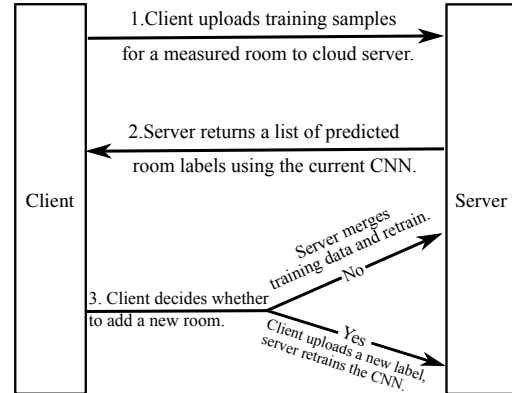 1.Client uploads training samples
for a measured room to cloud server.
2.Server returns a list of predicted
room labels using the current CNN.
Client
Server
Server merges
training data and retrain.
No
3. Client decides whether
to add a new room.
Yes
Client uploads a new label,
server retrains the CNN.